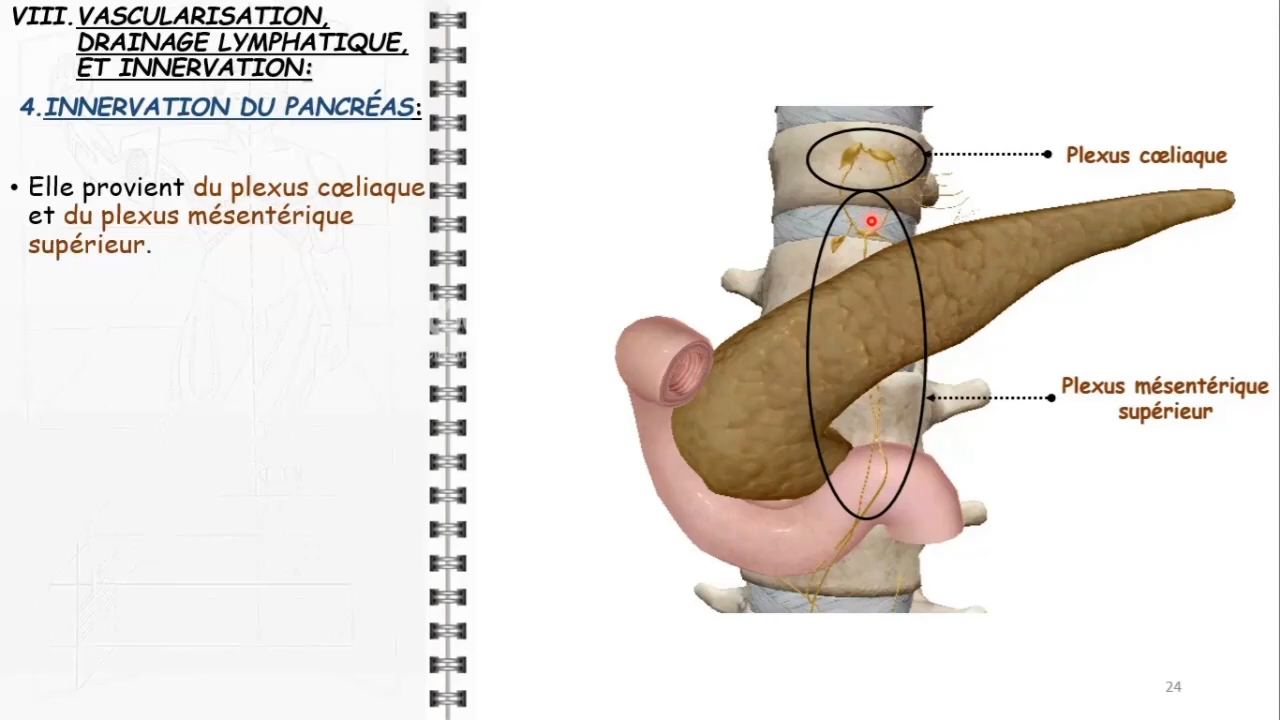 VIII. VASCULARISATION,
DRAINAGE LYMPHATIQUE,
ET INNERVATION:
4.INNERVATION DU PANCRÉAS:
• Elle provient du plexus cœliaque
et du plexus mésentérique
supérieur.
Plexus cœliaque
Plexus mésentérique
supérieur
24